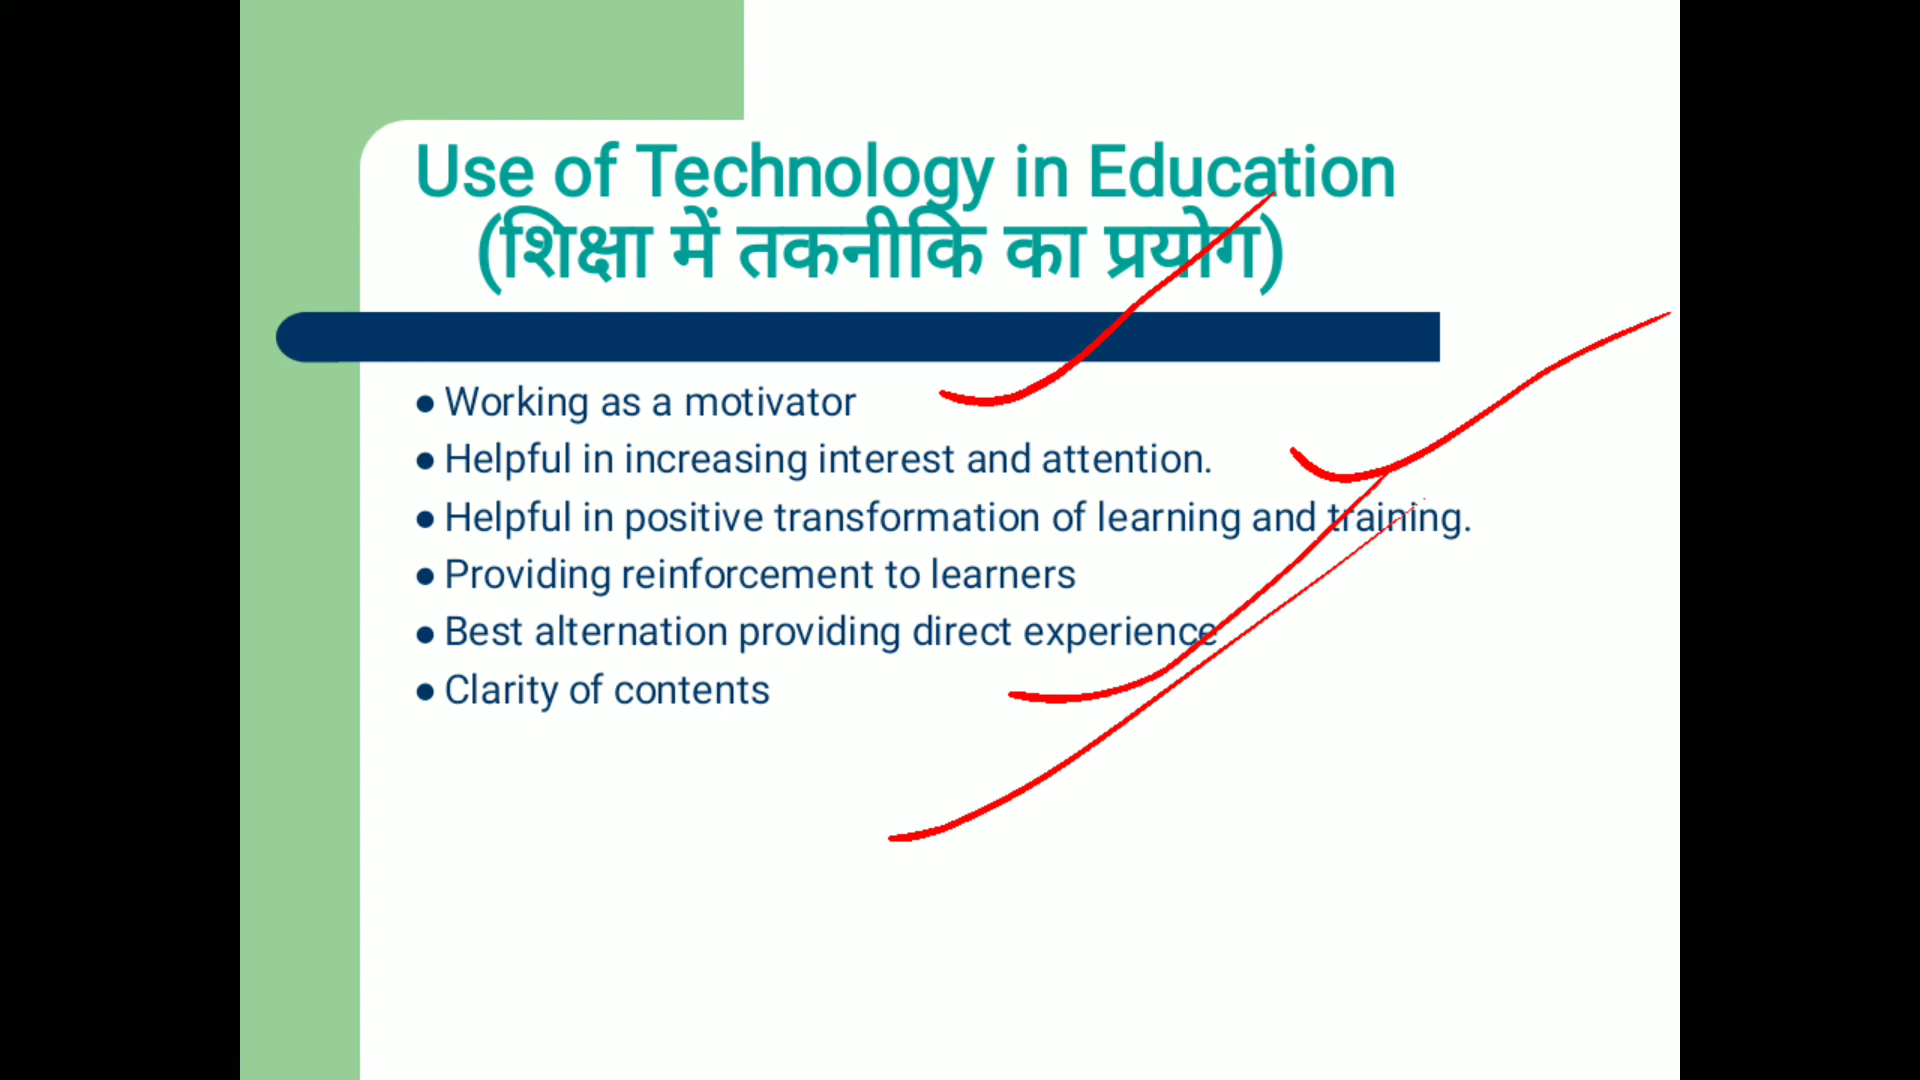 Use of Technology in Education
(शिक्षा में तकनीकि का प्रयोग)
● Working as a motivator
● Helpful in increasing interest and attention.
● Helpful in positive transformation of learning and training.
● Providing reinforcement to learners
● Best alternation providing direct experience
● Clarity of contents